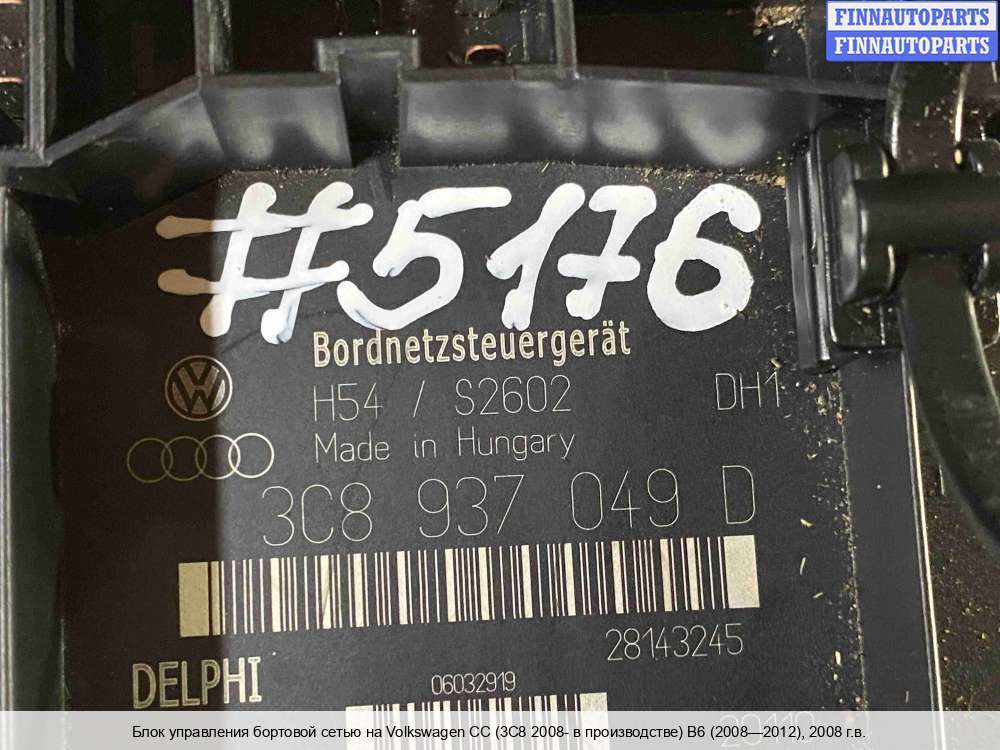 FINNAUTOPARTS
FINNAUTOPARTS
#5176
Bordnetzsteuergerät
H54 / S2602 DH1
Made in Hungary
3C8 937 049 D
28143245
DELPHI
06032919
Блок управления бортовой сетью на Volkswagen CC (3C8 2008- в производстве) B6 (2008—2012), 2008 г.в.